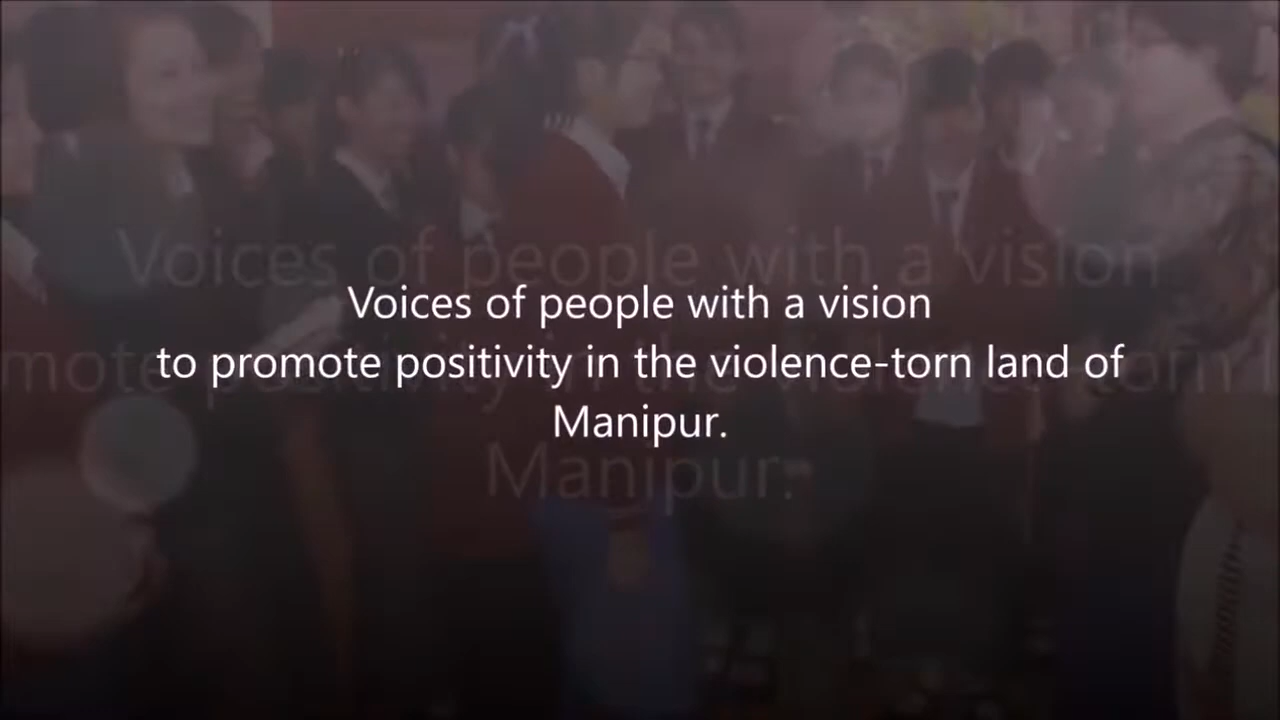 Voices of people with a vision
to promote positivity in the violence-torn land of
Manipur.